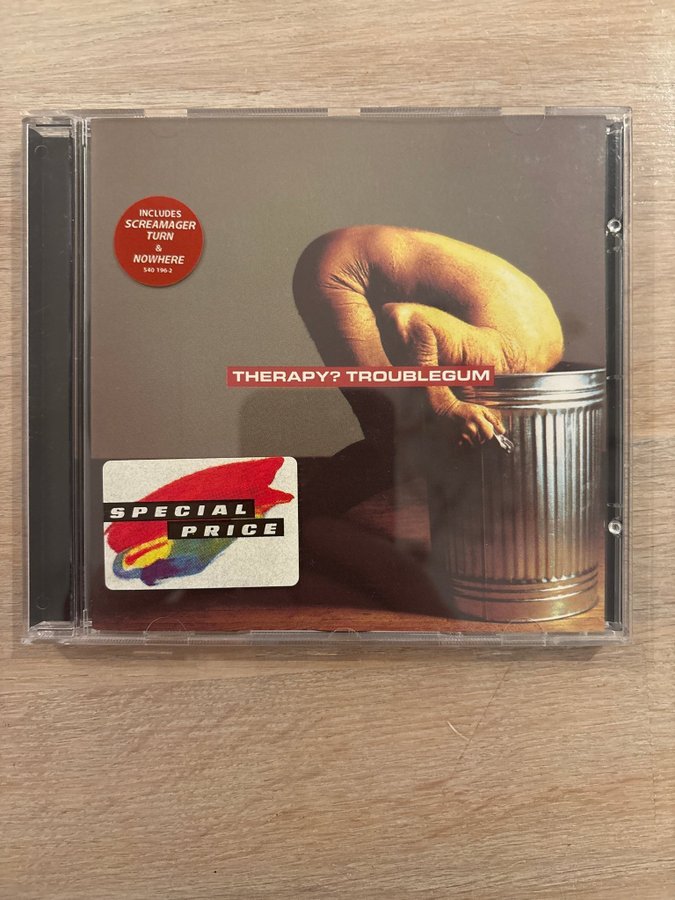 INCLUDES
SCREAMAGER
TURN
&
NOWHERE
540 196-2
THERAPY? TROUBLEGUM
SPECIAL
PRICE